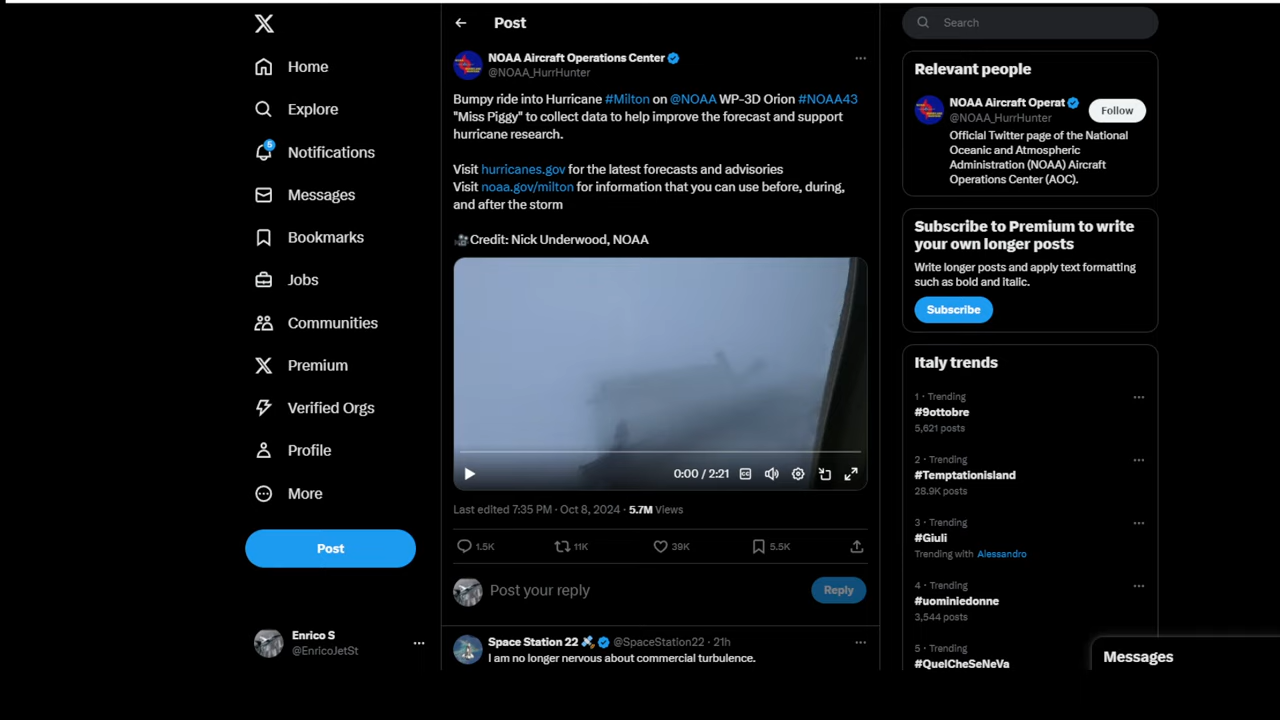 Home
Explore
5
Notifications
Messages
Bookmarks
Jobs
Communities
Premium
Verified Orgs
Profile
More
Post
Enrico S
@EnricoJetSt
Post
NOAA Aircraft Operations Center
@NOAA_HurrHunter
Bumpy ride into Hurricane #Milton on @NOAA WP-3D Orion #NOAA43
"Miss Piggy" to collect data to help improve the forecast and support
hurricane research.
Visit hurricanes.gov for the latest forecasts and advisories
Visit noaa.gov/milton for information that you can use before, during,
and after the storm
Credit: Nick Underwood, NOAA
0:00 / 2:21
CC
Last edited 7:35 PM · Oct 8, 2024 · 5.7M Views
1.5K 11K 39K 5.5K
Post your reply
Reply
Space Station 22 @SpaceStation22 · 21h
I am no longer nervous about commercial turbulence.
Search
Relevant people
NOAA Aircraft Operat
@NOAA_HurrHunter
Follow
Official Twitter page of the National
Oceanic and Atmospheric
Administration (NOAA) Aircraft
Operations Center (AOC).
Subscribe to Premium to write
your own longer posts
Write longer posts and apply text formatting
such as bold and italic.
Subscribe
Italy trends
1 · Trending
#9ottobre
5,621 posts
2 · Trending
#Temptationisland
28.9K posts
3 · Trending
#Giuli
Trending with Alessandro
4 · Trending
#uominiedonne
3,544 posts
5 · Trending
#QuelCheSeNeVa
Messages